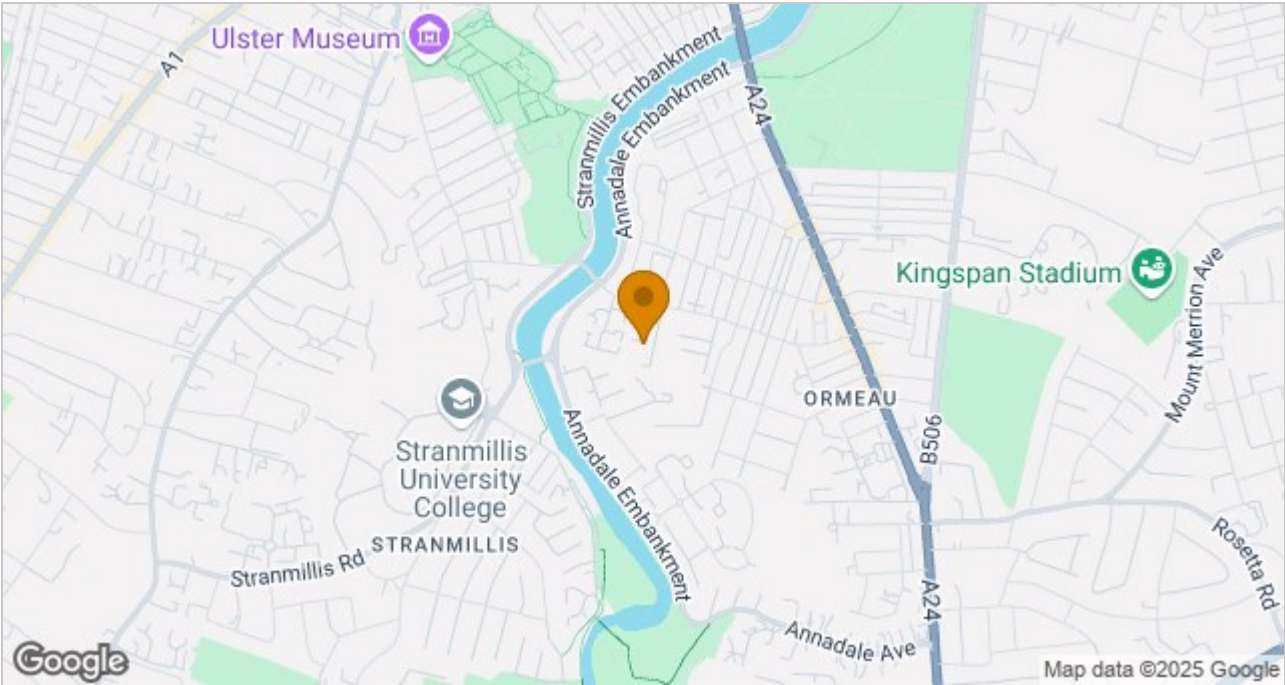 Ulster Museum
A1
Stranmillis Embankment
Annadale Embankment
A24
Kingspan Stadium
Mount Merrion Ave
ORMEAU
B506
Stranmillis
University
College
STRANMILLIS
Stranmillis Rd
Annadale Embankment
Rosetta Rd
A24
Annadale Ave
Google
Map data ©2025 Google